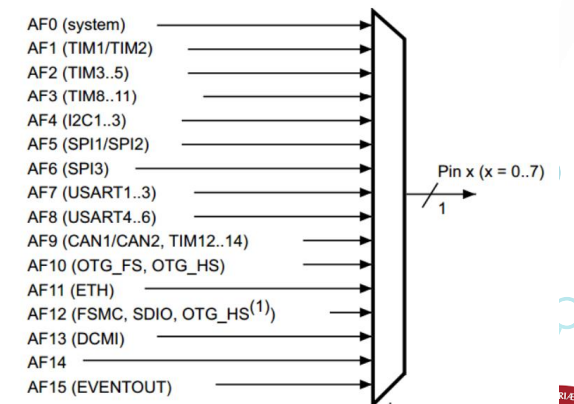 AF0 (system)
AF1 (TIM1/TIM2)
AF2 (TIM3..5)
AF3 (TIM8..11)
AF4 (I2C1..3)
AF5 (SPI1/SPI2)
AF6 (SPI3)
AF7 (USART1..3)
AF8 (USART4..6)
AF9 (CAN1/CAN2, TIM12..14)
AF10 (OTG_FS, OTG_HS)
AF11 (ETH)
AF12 (FSMC, SDIO, OTG_HS(1))
AF13 (DCMI)
AF14
AF15 (EVENTOUT)
Pin x (x = 0..7)
1